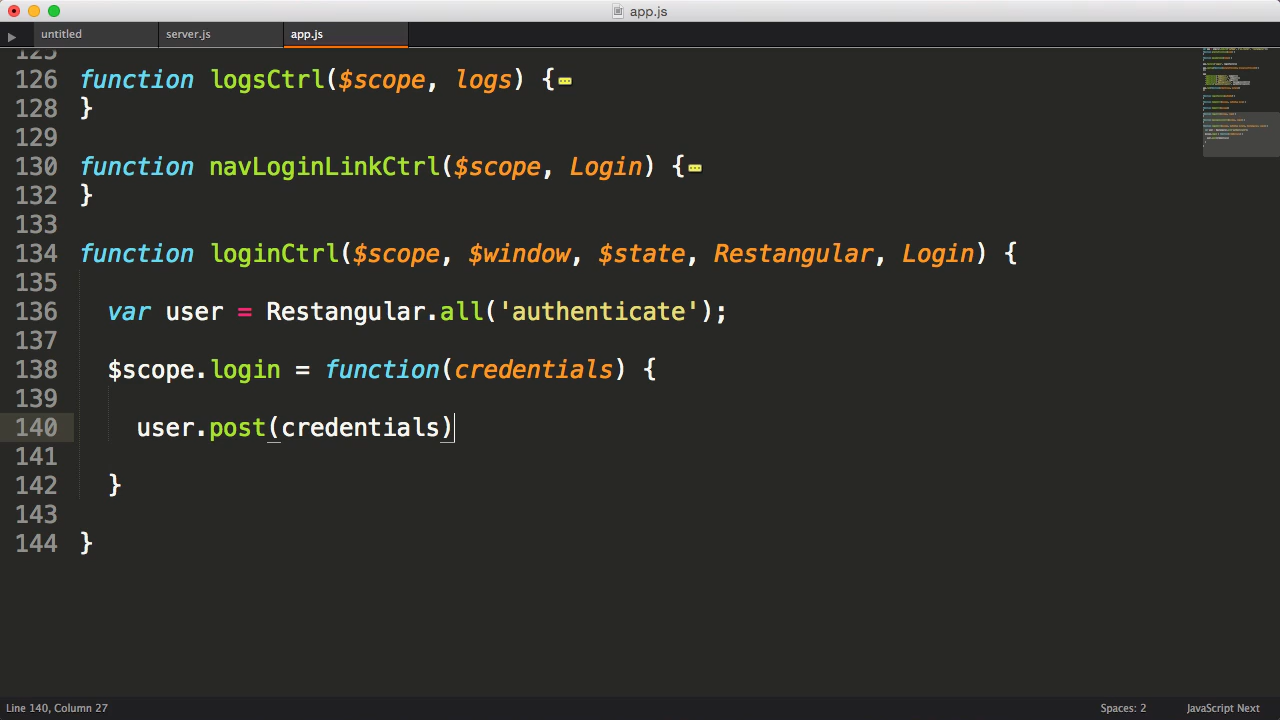 app.js
untitled
server.js
app.js
125
126 function logsCtrl($scope, logs) {
128 }
129
130 function navLoginLinkCtrl($scope, Login) {
132 }
133
134 function loginCtrl($scope, $window, $state, Restangular, Login) {
135
136 var user = Restangular.all('authenticate');
137
138 $scope.login = function(credentials) {
139
140 user.post(credentials)
141
142 }
143
144 }
Line 140, Column 27
Spaces: 2
JavaScript Next